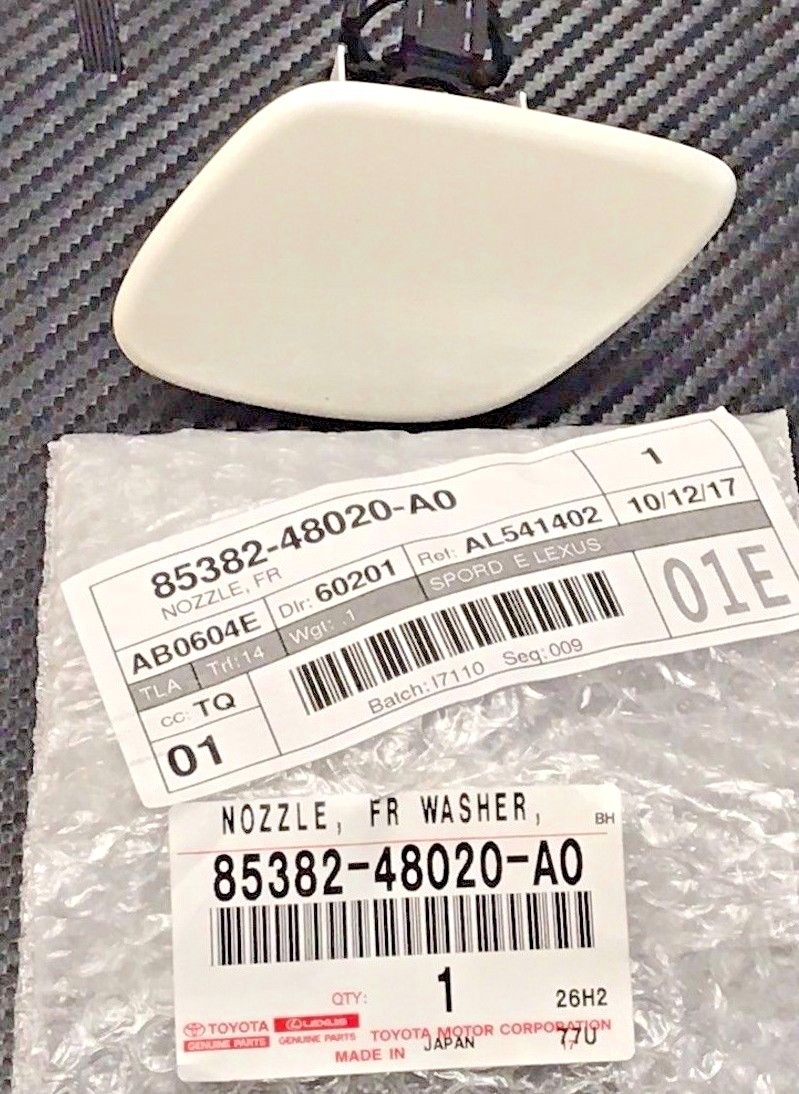 85382-48020-A0
1
NOZZLE, FR
AB0604E
Dlr: 60201
Ref: AL541402
10/12/17
TLA
Trf: 14
Wgt: .1
SPORD E LEXUS
01E
cc: TQ
Batch: I7110 Seq: 009
01
NOZZLE, FR WASHER,
BH
85382-48020-A0
QTY: 1
26H2
TOYOTA LEXUS
GENUINE PARTS GENUINE PARTS
TOYOTA MOTOR CORPORATION
77U
MADE IN JAPAN